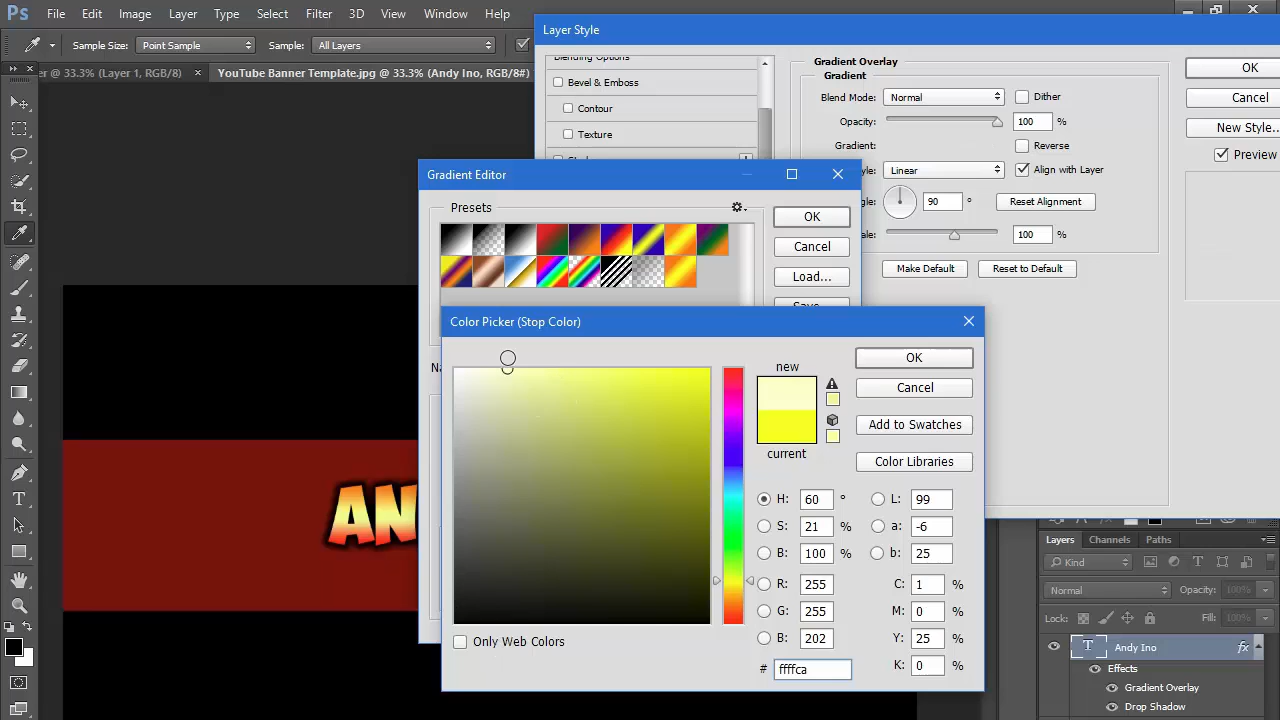 Ps File Edit Image Layer Type Select Filter 3D View Window Help
Sample Size: Point Sample Sample: All Layers
er @ 33.3% (Layer 1, RGB/8) × YouTube Banner Template.jpg @ 33.3% (Andy Ino, RGB/8#)
Layer Style
Blending Options
Bevel & Emboss
Contour
Texture
Gradient Overlay
Gradient
Blend Mode: Normal Dither
Opacity: 100 %
Gradient: Reverse
Linear Align with Layer
90 ° Reset Alignment
100 %
Make Default Reset to Default
OK
Cancel
New Style...
Preview
Gradient Editor
Presets
OK
Cancel
Load...
Color Picker (Stop Color)
new
current
OK
Cancel
Add to Swatches
Color Libraries
H: 60 ° L: 99
S: 21 % a: -6
B: 100 % b: 25
R: 255 C: 1 %
G: 255 M: 0 %
B: 202 Y: 25 %
# ffffca K: 0 %
Only Web Colors
AN
Layers Channels Paths
Kind
Normal Opacity: 100%
Lock: Fill: 100%
T Andy Ino fx
Effects
Gradient Overlay
Drop Shadow